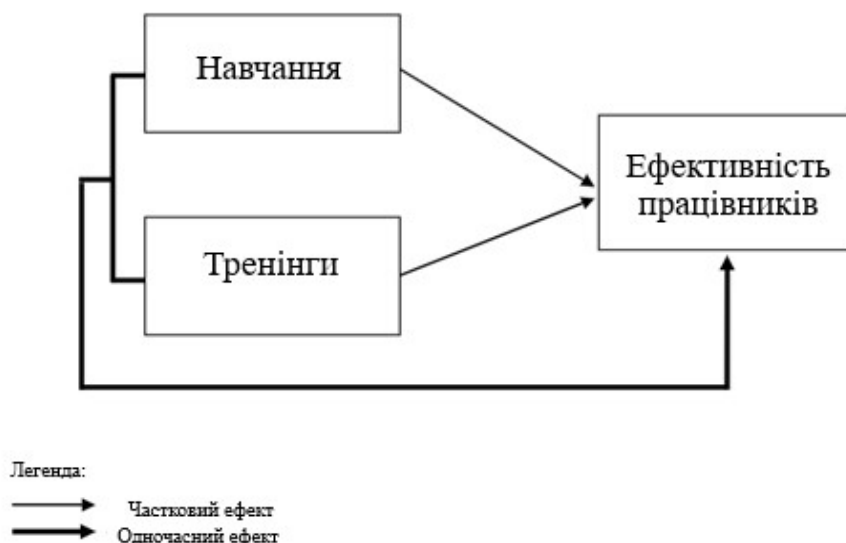 Навчання
Ефективність
працівників
Тренінги
Легенда:
Частковий ефект
Одночасний ефект